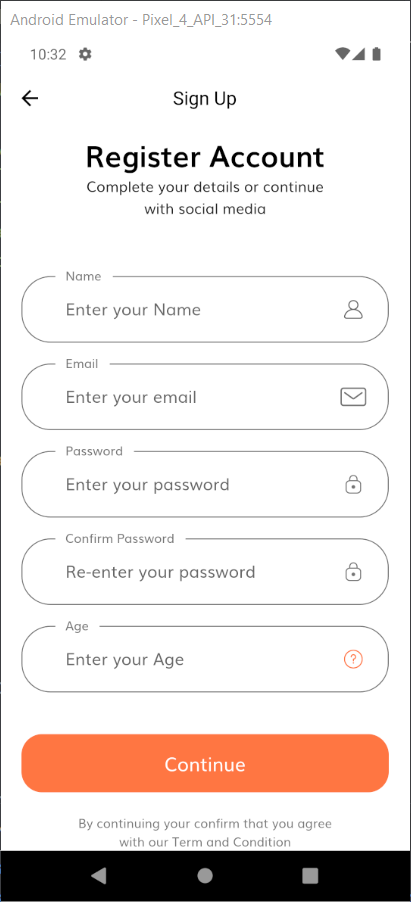 Android Emulator - Pixel_4_API_31:5554
10:32
Sign Up
Register Account
Complete your details or continue
with social media
Name
Enter your Name
Email
Enter your email
Password
Enter your password
Confirm Password
Re-enter your password
Age
Enter your Age
?
Continue
By continuing your confirm that you agree
with our Term and Condition